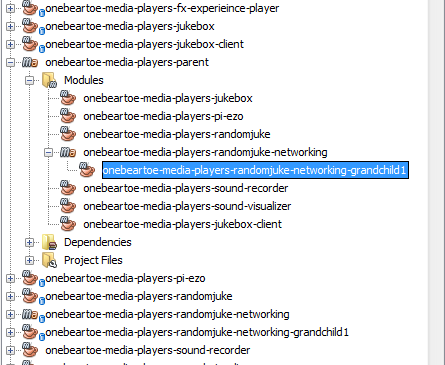 onebeartoe-media-players-fx-experieince-player
onebeartoe-media-players-jukebox
onebeartoe-media-players-jukebox-client
onebeartoe-media-players-parent
Modules
onebeartoe-media-players-jukebox
onebeartoe-media-players-pi-ezo
onebeartoe-media-players-randomjuke
onebeartoe-media-players-randomjuke-networking
onebeartoe-media-players-randomjuke-networking-grandchild1
onebeartoe-media-players-sound-recorder
onebeartoe-media-players-sound-visualizer
onebeartoe-media-players-jukebox-client
Dependencies
Project Files
onebeartoe-media-players-pi-ezo
onebeartoe-media-players-randomjuke
onebeartoe-media-players-randomjuke-networking
onebeartoe-media-players-randomjuke-networking-grandchild1
onebeartoe-media-players-sound-recorder